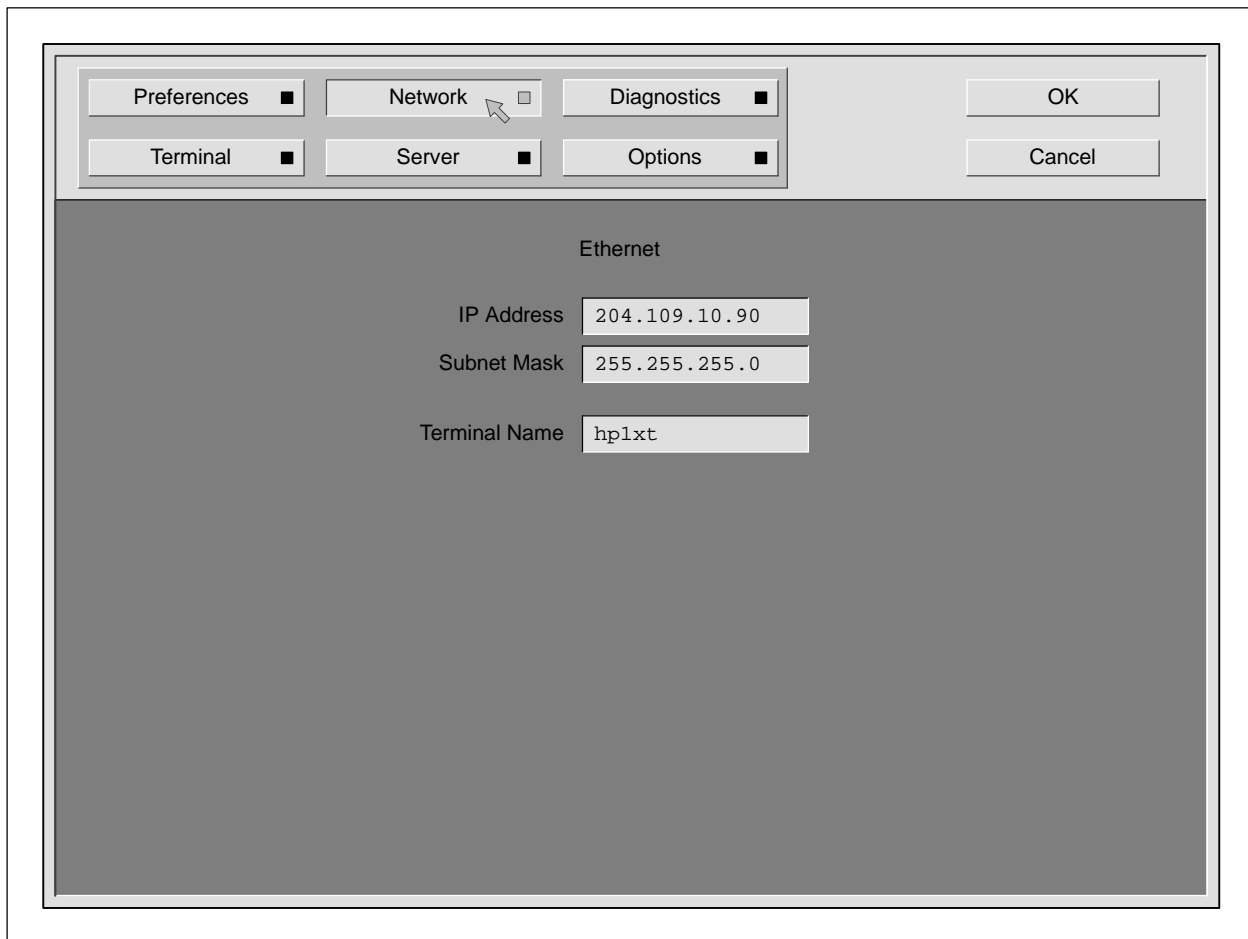 Preferences Network Diagnostics OK
Terminal Server Options Cancel
Ethernet
IP Address 204.109.10.90
Subnet Mask 255.255.255.0
Terminal Name hp1xt